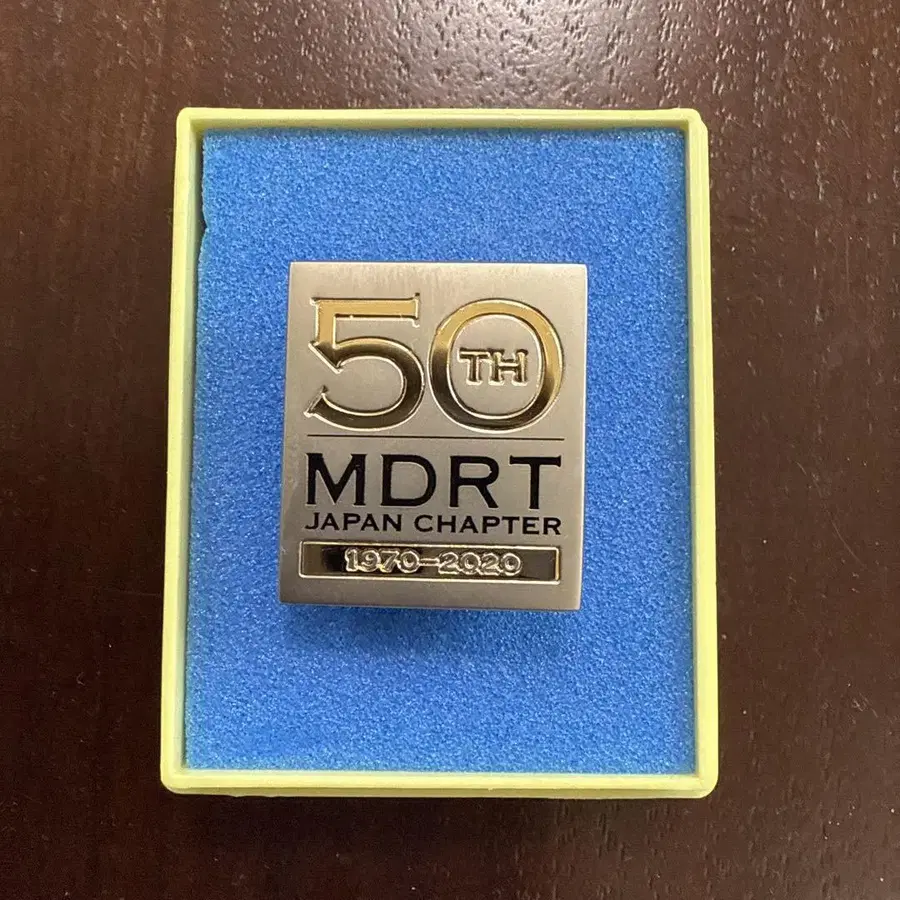 50TH
MDRT
JAPAN CHAPTER
1970-2020